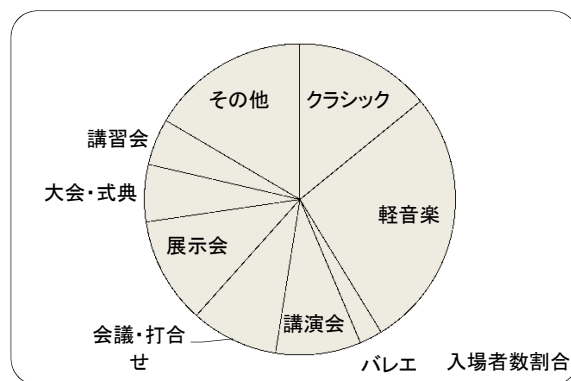 その他
クラシック
講習会
大会・式典
軽音楽
展示会
会議・打合
せ
講演会
バレエ
入場者数割合